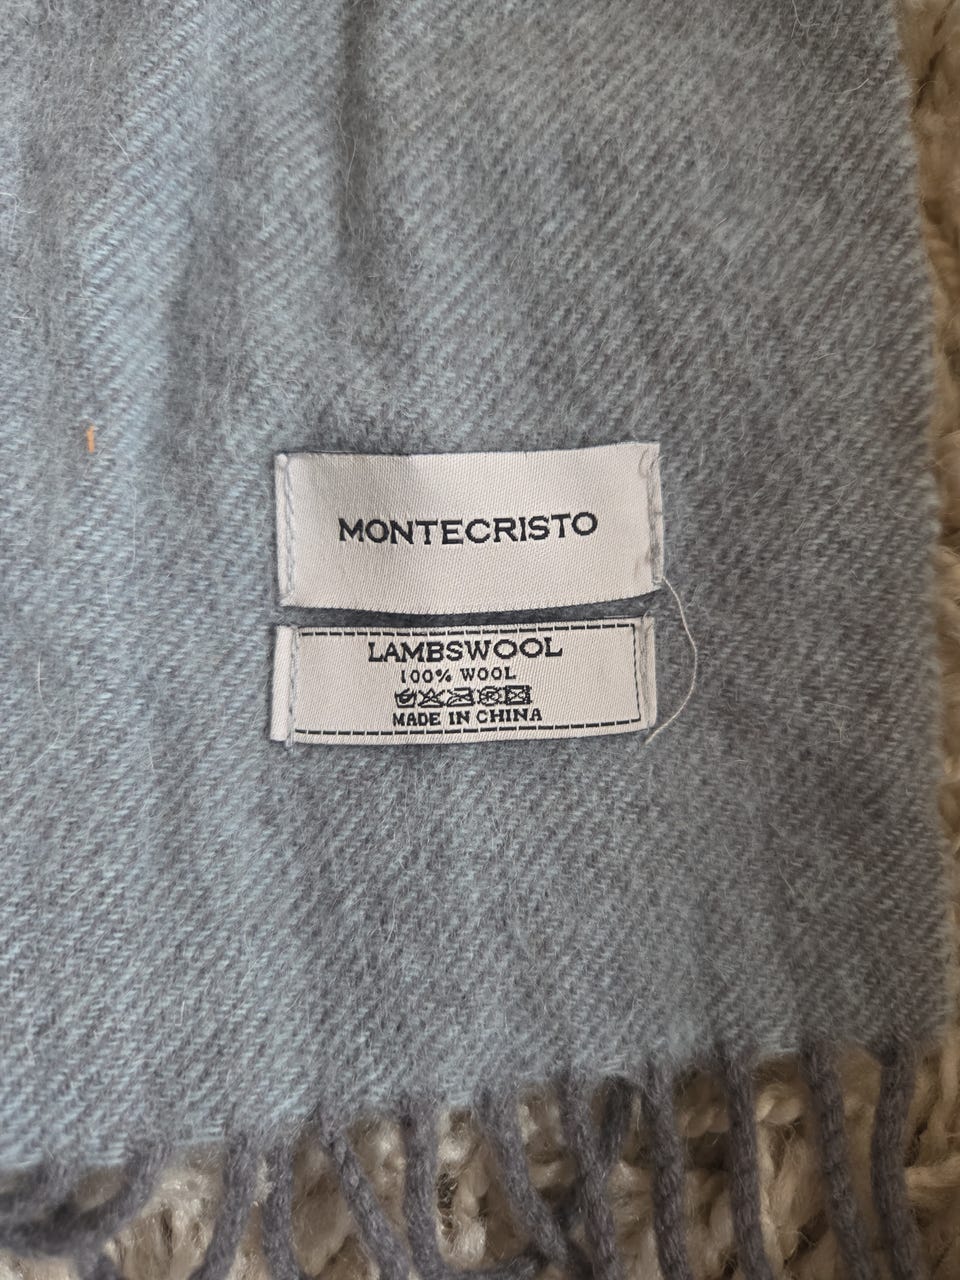 MONTECRISTO
LAMBSWOOL
100% WOOL
MADE IN CHINA